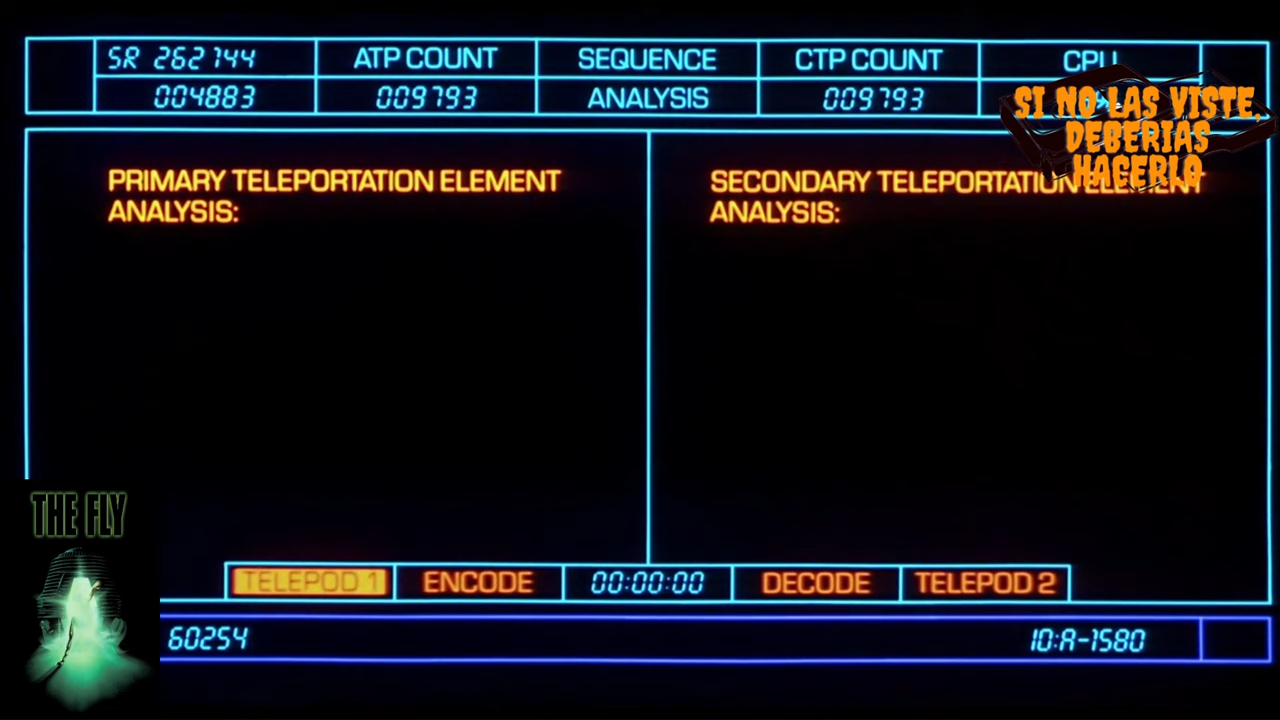 SR 262144 ATP COUNT SEQUENCE CTP COUNT CPU
004883 009793 ANALYSIS 009793
SI NO LAS VISTE,
DEBERIAS
HACERLO
PRIMARY TELEPORTATION ELEMENT
ANALYSIS:
SECONDARY TELEPORTATION ELEMENT
ANALYSIS:
THE FLY
TELEPOD 1 ENCODE 00:00:00 DECODE TELEPOD 2
60254 10:A-1580